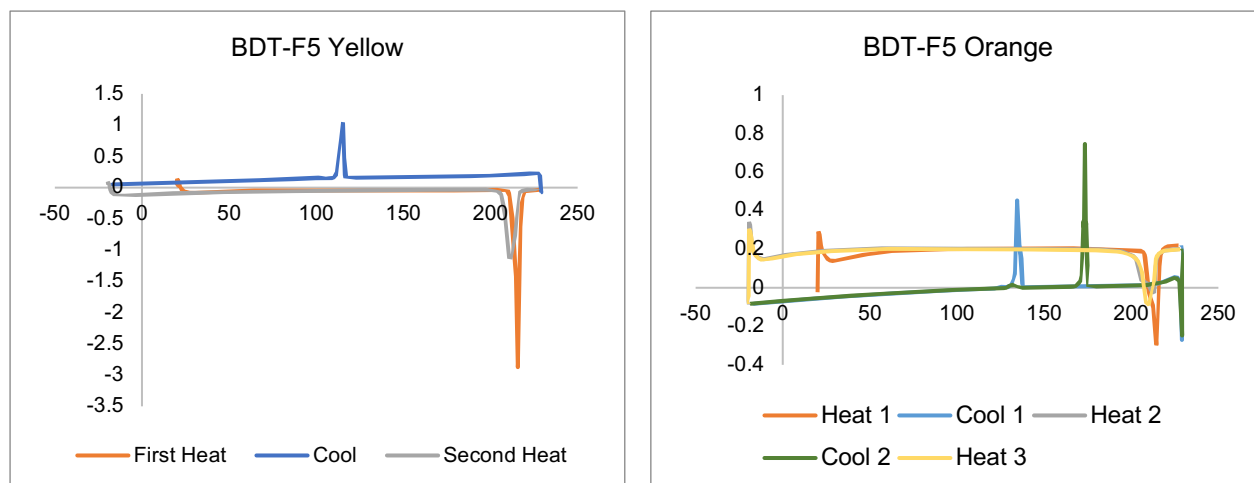 BDT-F5 Yellow
1.5
1
0.5
0
-0.5
-1
-1.5
-2
-2.5
-3
-3.5
-50 0 50 100 150 200 250
First Heat Cool Second Heat
BDT-F5 Orange
1
0.8
0.6
0.4
0.2
0
-0.2
-0.4
-50 0 50 100 150 200 250
Heat 1 Cool 1 Heat 2
Cool 2 Heat 3